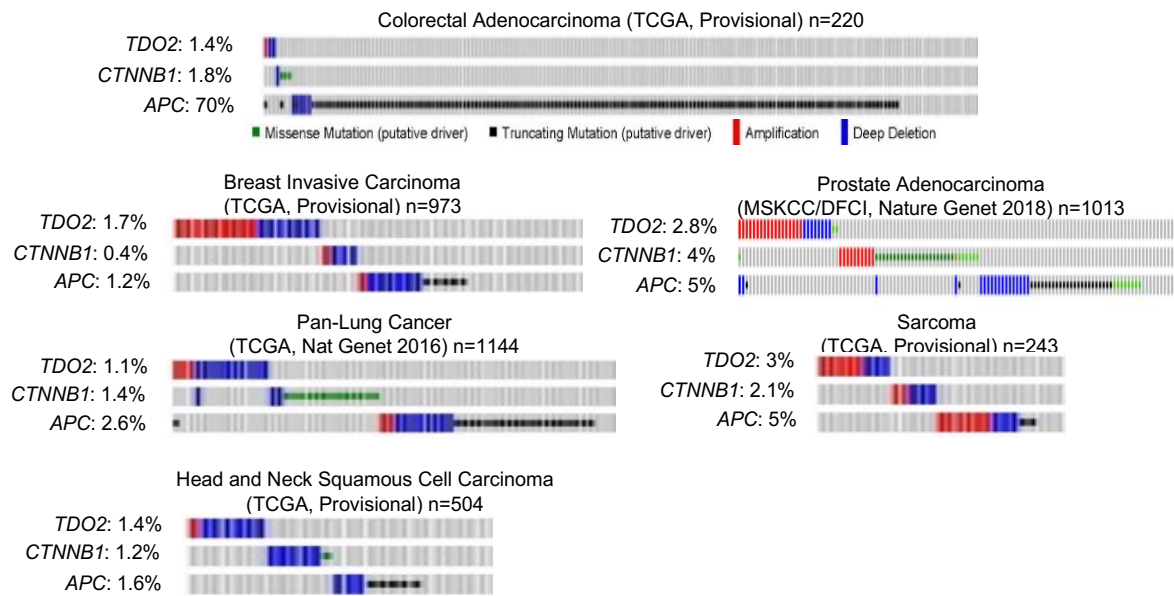 Colorectal Adenocarcinoma (TCGA, Provisional) n=220
TDO2: 1.4%
CTNNB1: 1.8%
APC: 70%
Missense Mutation (putative driver) Truncating Mutation (putative driver) Amplification Deep Deletion
Breast Invasive Carcinoma
(TCGA, Provisional) n=973
TDO2: 1.7%
CTNNB1: 0.4%
APC: 1.2%
Prostate Adenocarcinoma
(MSKCC/DFCI, Nature Genet 2018) n=1013
TDO2: 2.8%
CTNNB1: 4%
APC: 5%
Pan-Lung Cancer
(TCGA, Nat Genet 2016) n=1144
TDO2: 1.1%
CTNNB1: 1.4%
APC: 2.6%
Sarcoma
(TCGA, Provisional) n=243
TDO2: 3%
CTNNB1: 2.1%
APC: 5%
Head and Neck Squamous Cell Carcinoma
(TCGA, Provisional) n=504
TDO2: 1.4%
CTNNB1: 1.2%
APC: 1.6%